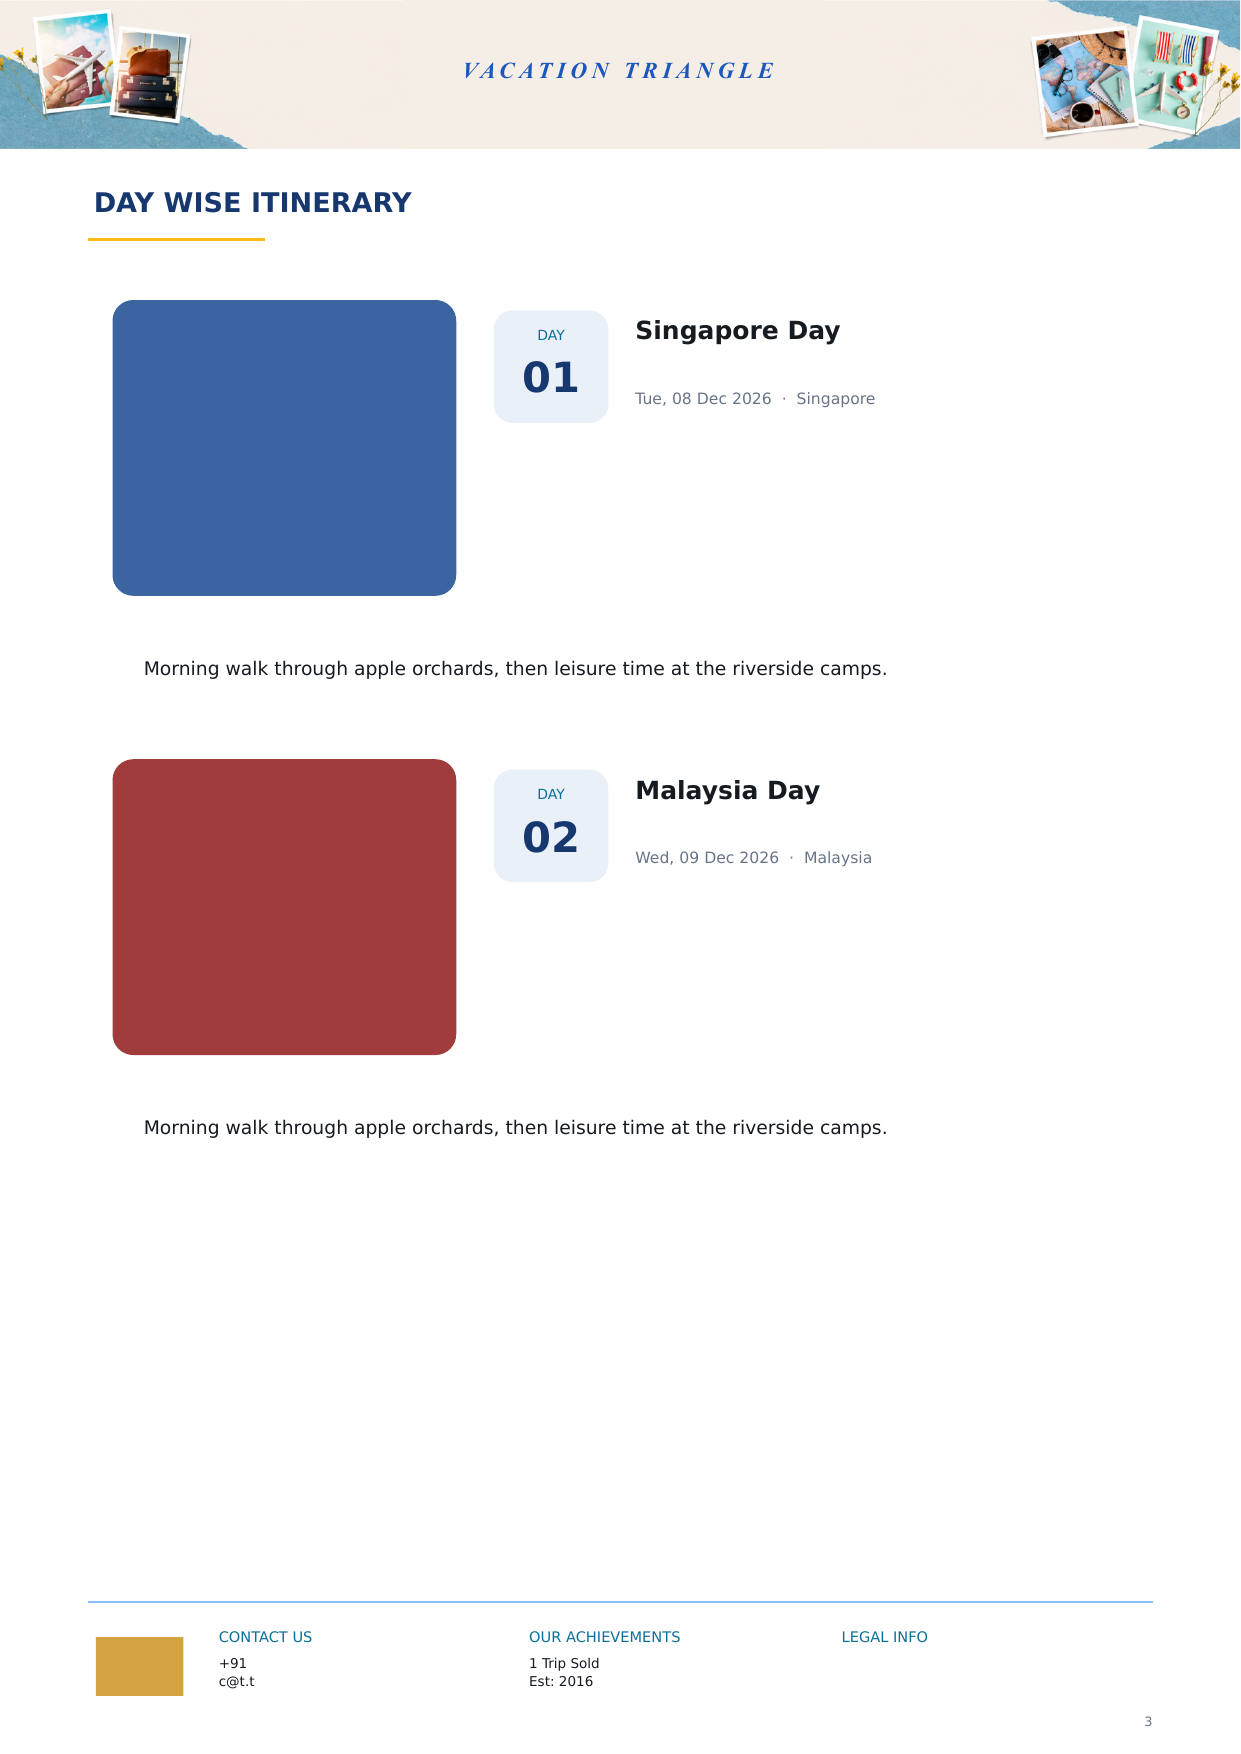 VACATION TRIANGLE
DAY WISE ITINERARY
DAY
01
Singapore Day
Tue, 08 Dec 2026 · Singapore
Morning walk through apple orchards, then leisure time at the riverside camps.
DAY
02
Malaysia Day
Wed, 09 Dec 2026 · Malaysia
Morning walk through apple orchards, then leisure time at the riverside camps.
CONTACT US
+91
c@t.t
OUR ACHIEVEMENTS
1 Trip Sold
Est: 2016
LEGAL INFO
3